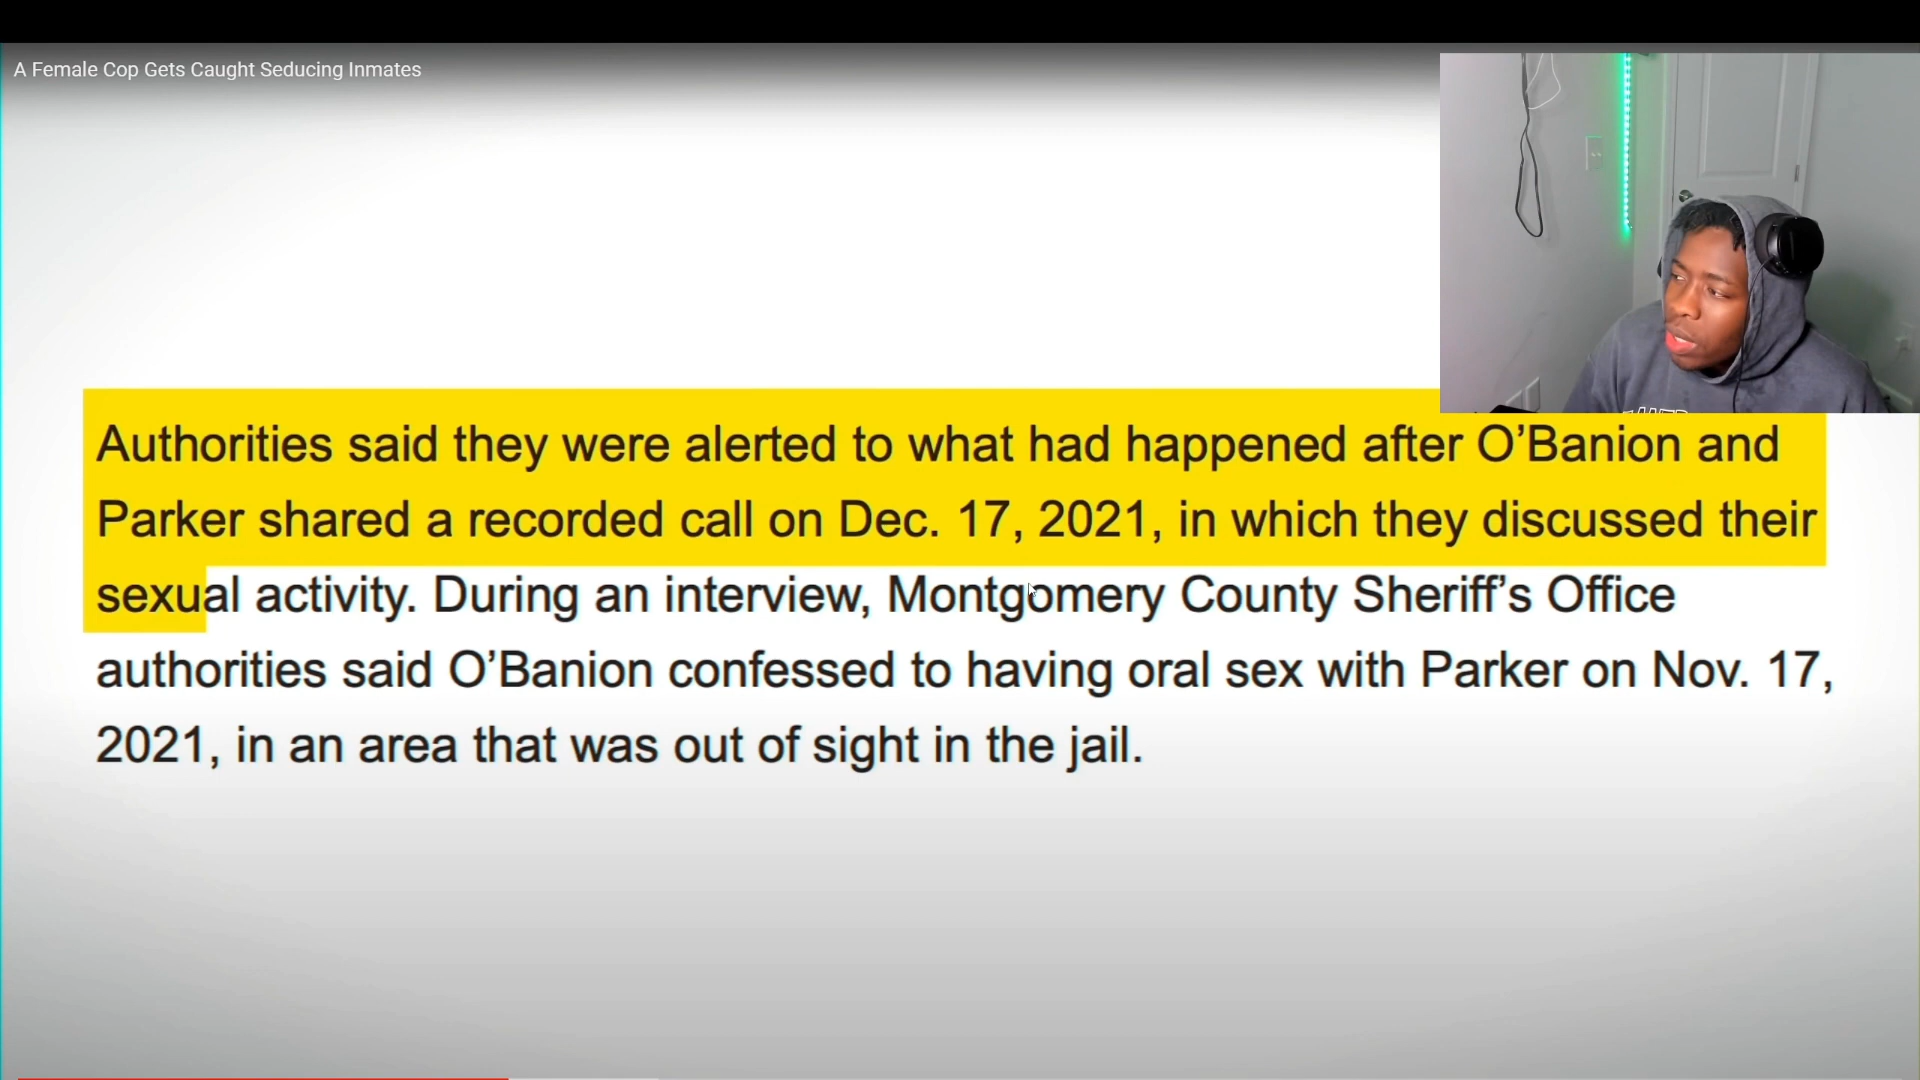 A Female Cop Gets Caught Seducing Inmates
Authorities said they were alerted to what had happened after O’Banion and
Parker shared a recorded call on Dec. 17, 2021, in which they discussed their
sexual activity. During an interview, Montgomery County Sheriff’s Office
authorities said O’Banion confessed to having oral sex with Parker on Nov. 17,
2021, in an area that was out of sight in the jail.